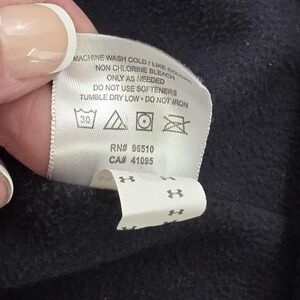 MACHINE WASH COLD / LIKE COLORS
NON CHLORINE BLEACH
ONLY AS NEEDED
DO NOT USE SOFTENERS
TUMBLE DRY LOW - DO NOT IRON
30
RN# 96510
CA# 41095